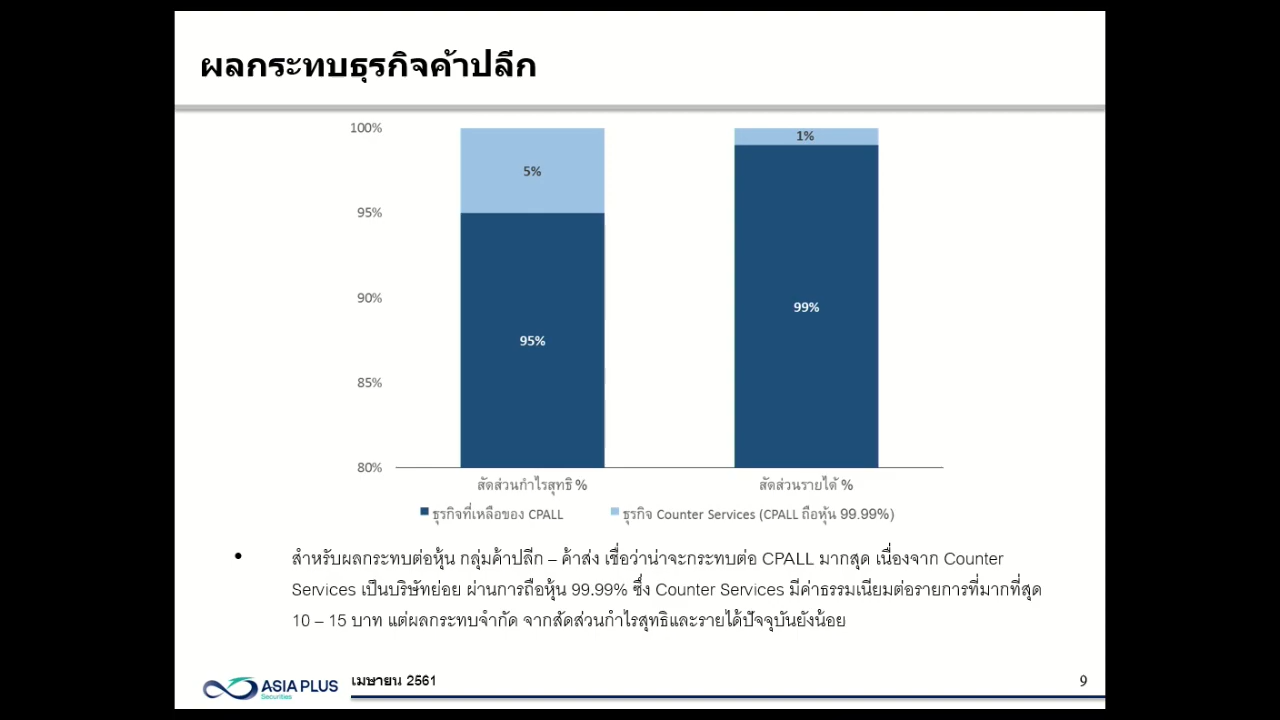 ผลกระทบธุรกิจค้าปลีก
100%
95%
90%
85%
80%
5%
95%
1%
99%
สัดส่วนกำไรสุทธิ %
สัดส่วนรายได้ %
ธุรกิจที่เหลือของ CPALL
ธุรกิจ Counter Services (CPALL ถือหุ้น 99.99%)
• สำหรับผลกระทบต่อหุ้น กลุ่มค้าปลีก – ค้าส่ง เชื่อว่าน่าจะกระทบต่อ CPALL มากสุด เนื่องจาก Counter
Services เป็นบริษัทย่อย ผ่านการถือหุ้น 99.99% ซึ่ง Counter Services มีค่าธรรมเนียมต่อรายการที่มากที่สุด
10 – 15 บาท แต่ผลกระทบจำกัด จากสัดส่วนกำไรสุทธิและรายได้ปัจจุบันยังน้อย
ASIA PLUS
Securities
เมษายน 2561
9